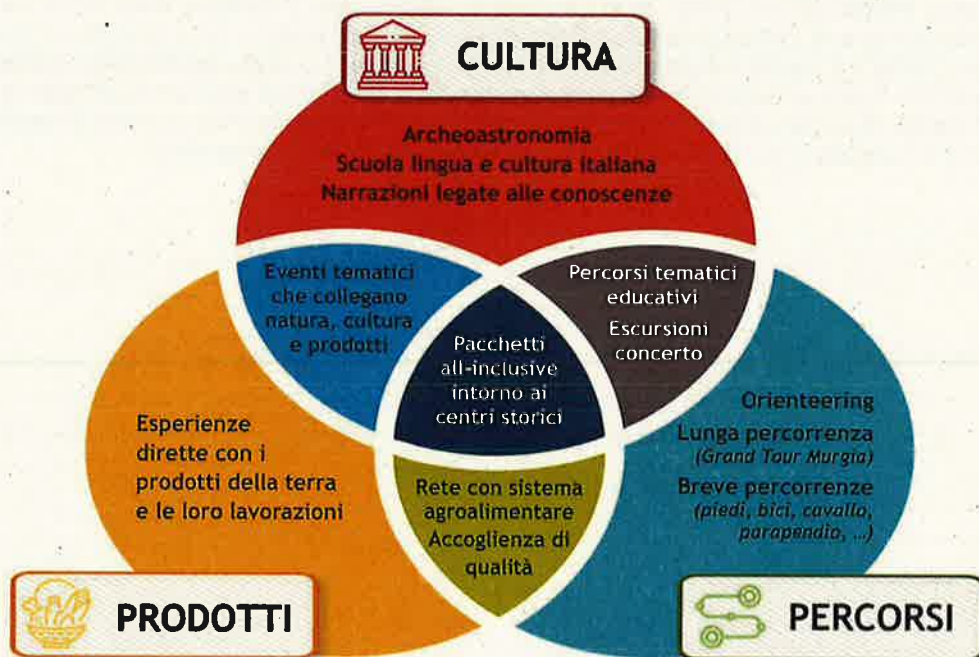 CULTURA
Archeoastronomia
Scuola lingua e cultura italiana
Narrazioni legate alle conoscenze
Eventi tematici
che collegano
natura, cultura
e prodotti
Percorsi tematici
educativi
Escursioni
concerto
Pacchetti
all-inclusive
intorno ai
centri storici
Esperienze
dirette con i
prodotti della terra
e le loro lavorazioni
Orienteering
Lunga percorrenza
(Grand Tour Murgia)
Breve percorrenze
(piedi, bici, cavallo,
parapendio, ...)
Rete con sistema
agroalimentare
Accoglienza di
qualità
PRODOTTI
PERCORSI